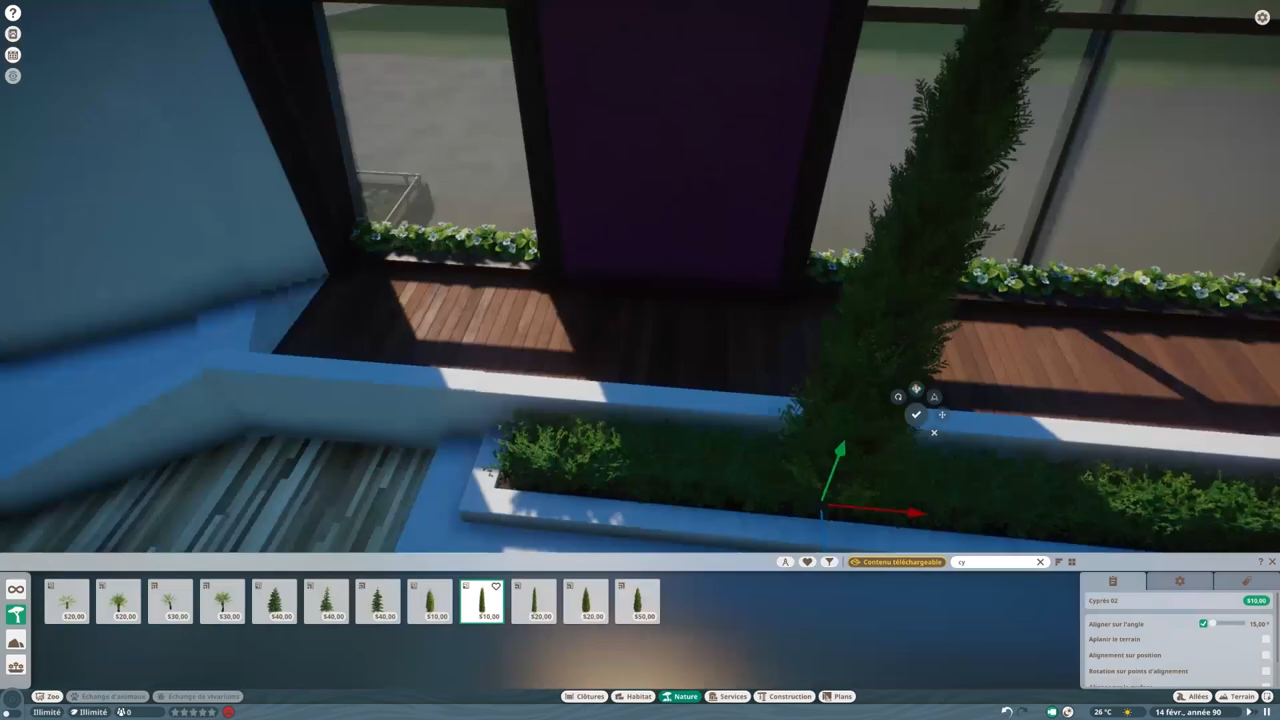 ?
A
Contenu téléchargeable
cy
? X
$20,00 $20,00 $30,00 $30,00 $40,00 $40,00 $40,00 $10,00 $10,00 $20,00 $20,00 $50,00
Cyprès 02 $10,00
Aligner sur l'angle 15,00°
Aplanir le terrain
Alignement sur position
Rotation sur points d'alignement
Zoo Échange d'animaux Échange de vivariums Clôtures Habitat Nature Services Construction Plans Allées Terrain
Illimité Illimité 0 26 °C 14 févr., année 90